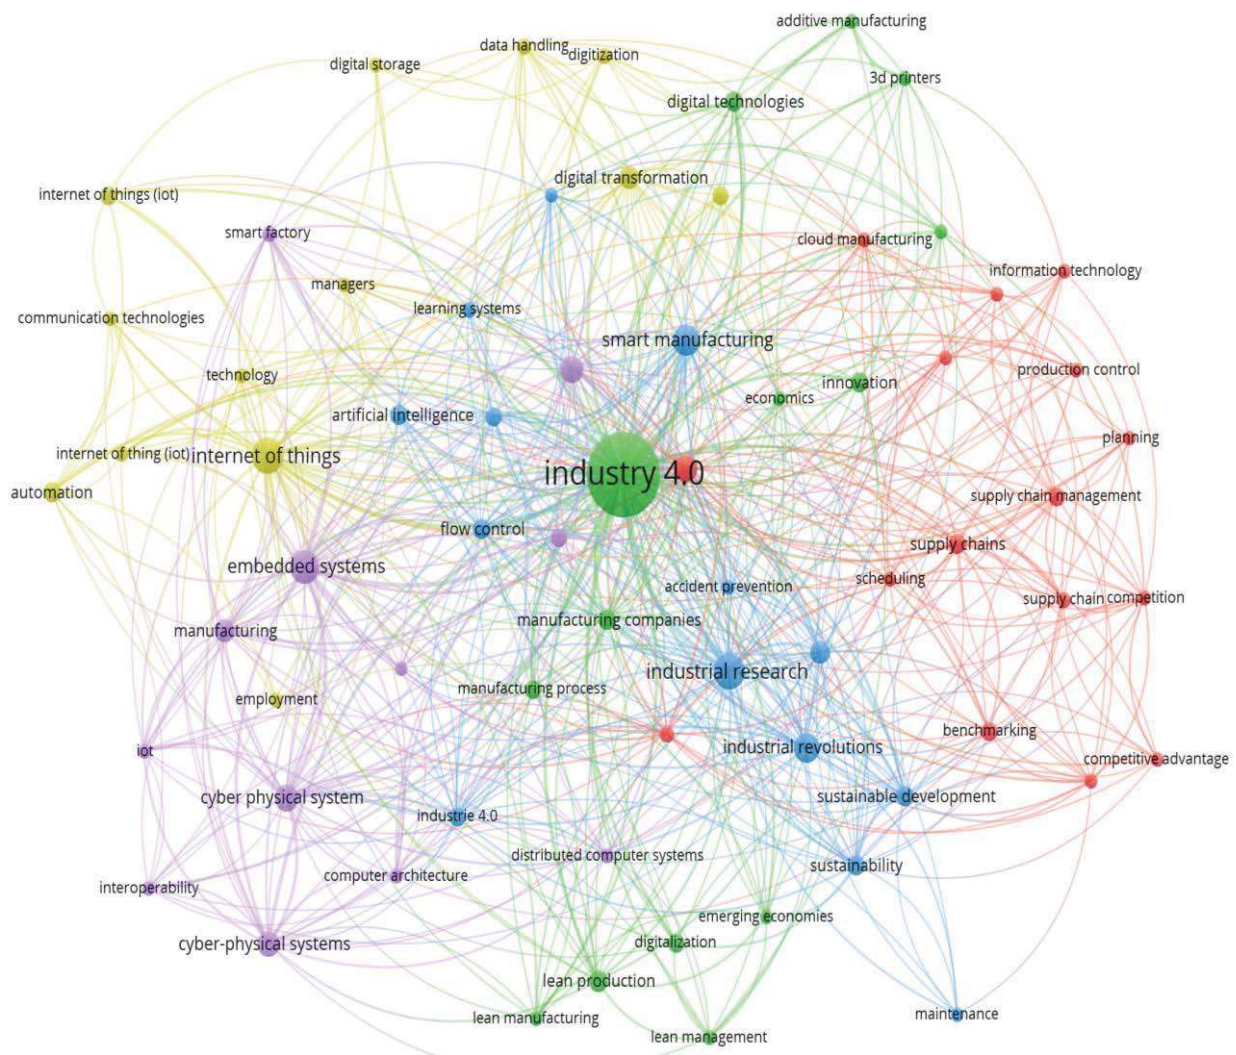 additive manufacturing
data handling
digitization
digital storage
3d printers
digital technologies
digital transformation
internet of things (iot)
smart factory
cloud manufacturing
information technology
managers
learning systems
communication technologies
smart manufacturing
production control
technology
innovation
economics
artificial intelligence
planning
internet of thing (iot)
internet of things
industry 4.0
automation
supply chain management
flow control
supply chains
embedded systems
scheduling
accident prevention
supply chain
competition
manufacturing companies
manufacturing
industrial research
manufacturing process
employment
benchmarking
iot
industrial revolutions
competitive advantage
cyber physical system
sustainable development
industrie 4.0
distributed computer systems
sustainability
computer architecture
interoperability
emerging economies
cyber-physical systems
digitalization
lean production
lean manufacturing
maintenance
lean management